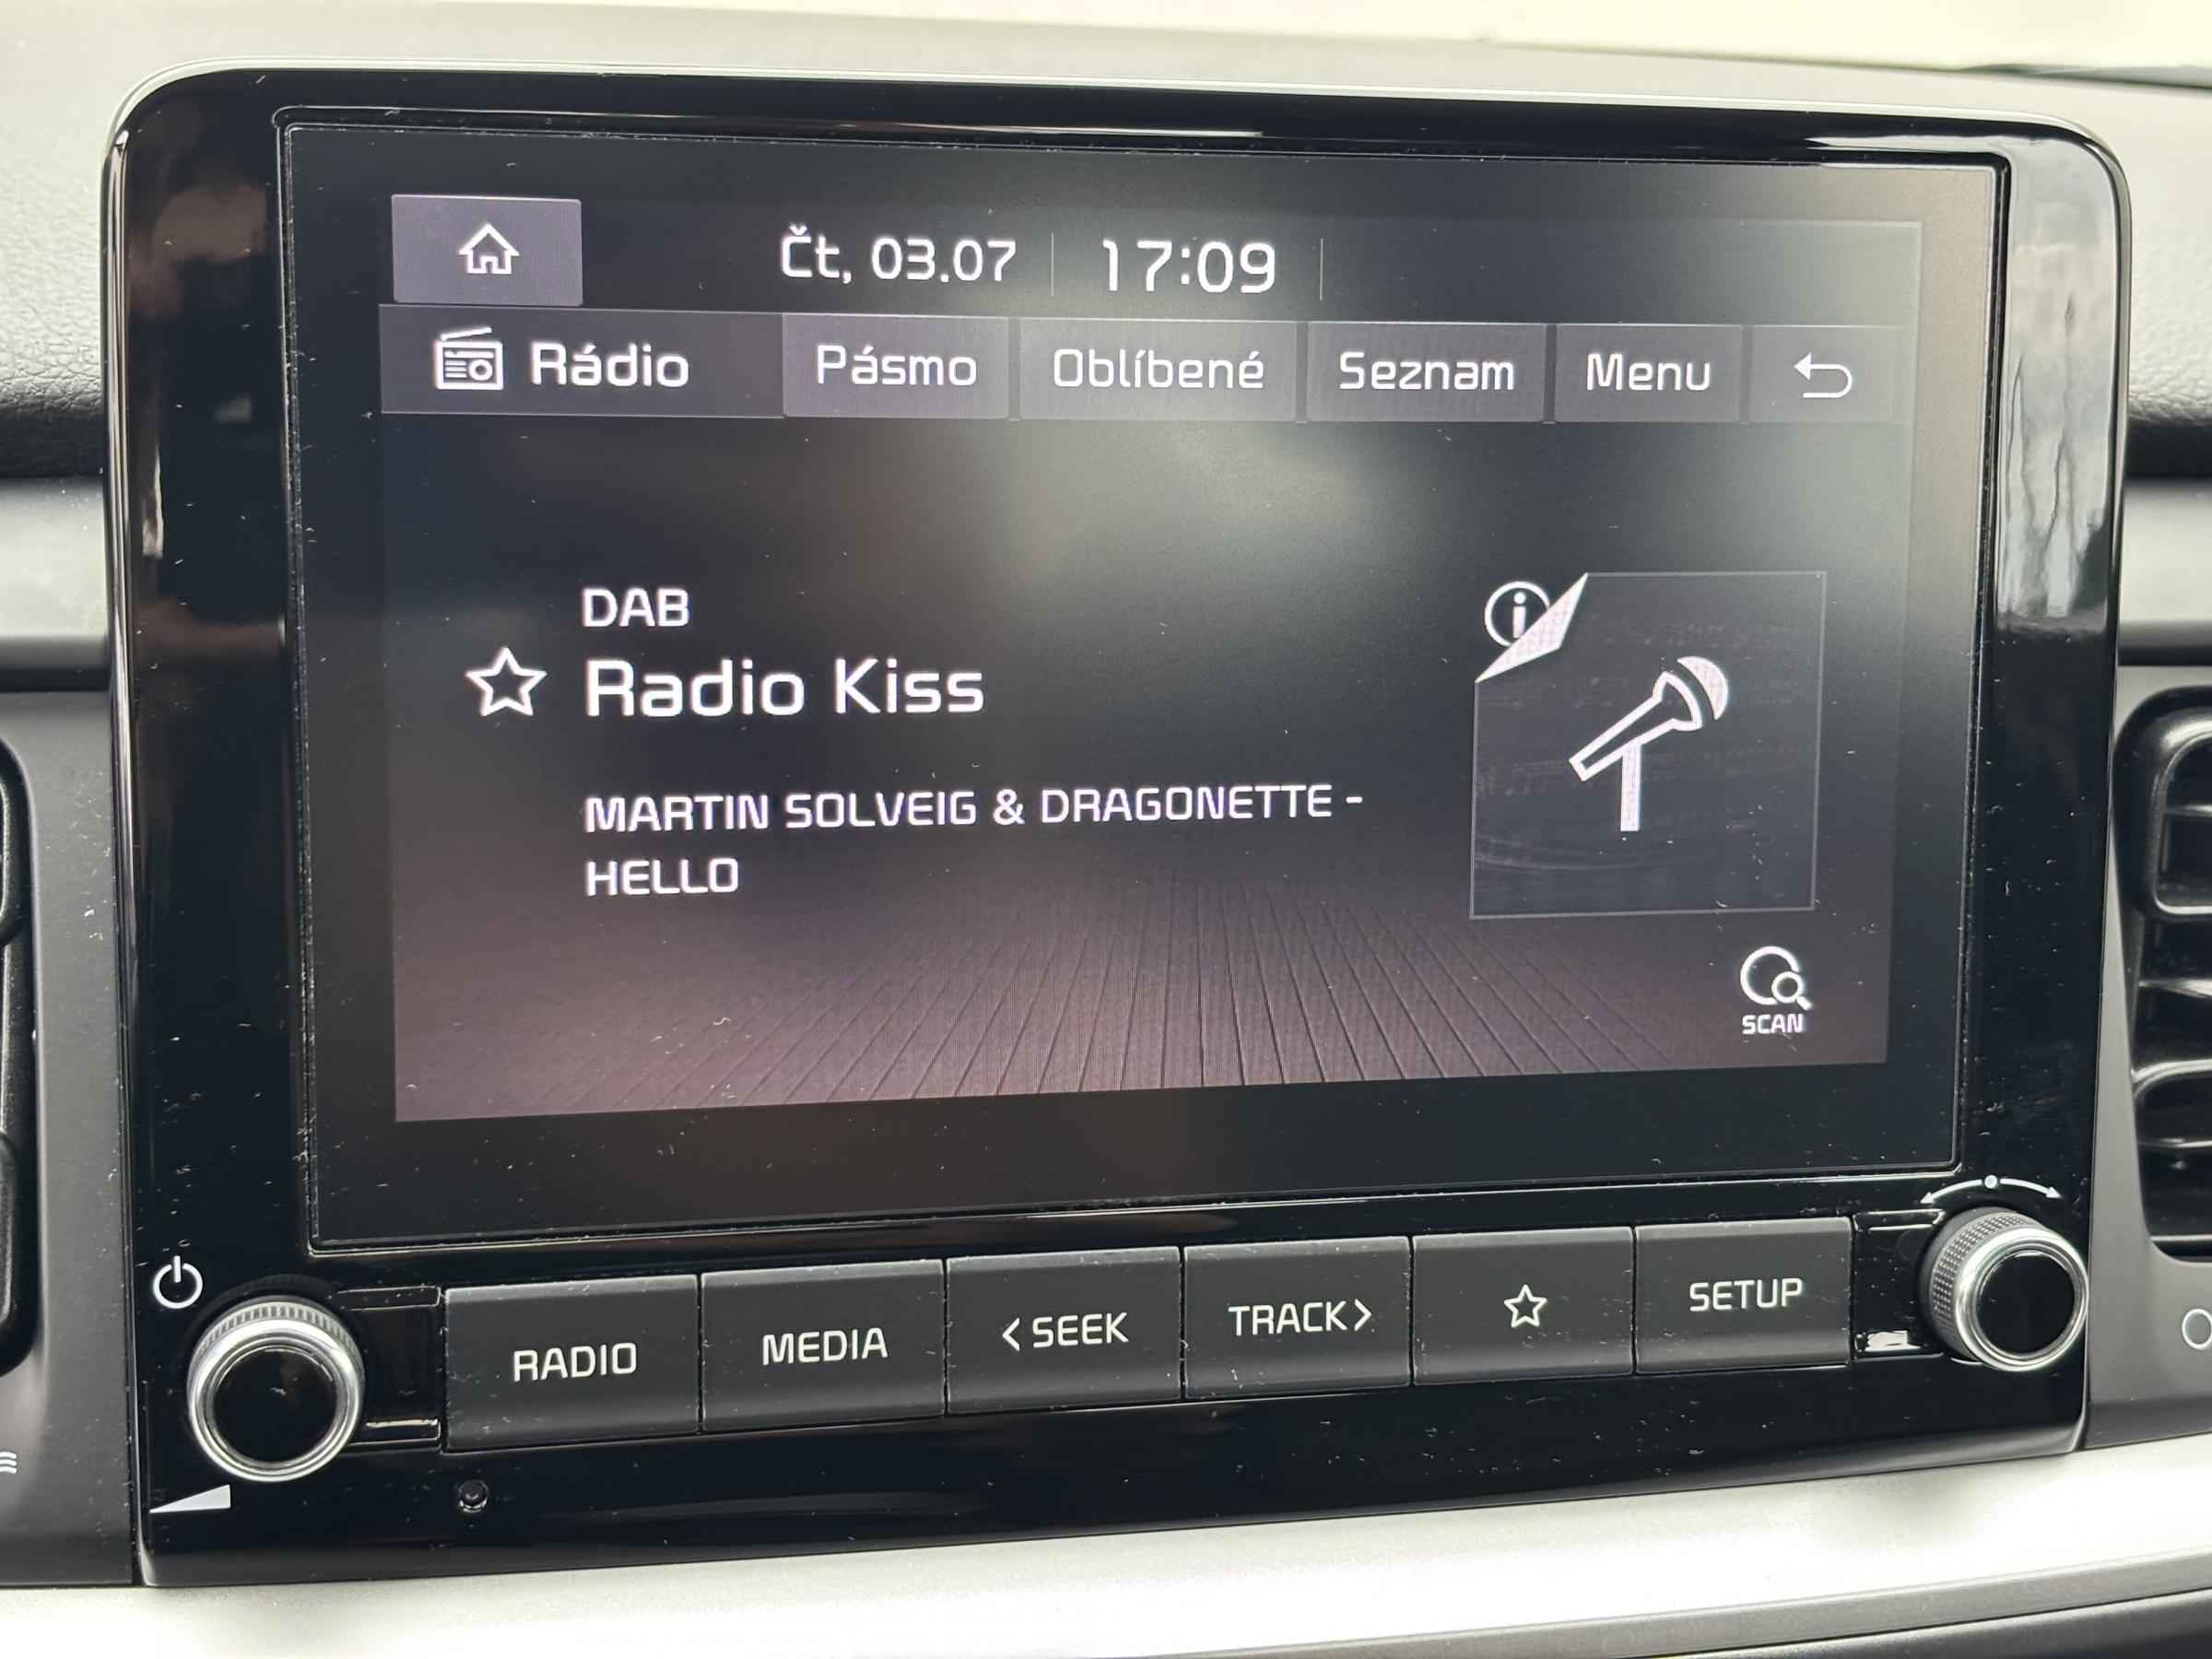 Čt, 03.07 17:09
Rádio Pásmo Oblíbené Seznam Menu
DAB
Radio Kiss
MARTIN SOLVEIG & DRAGONETTE -
HELLO
SCAN
RADIO MEDIA <SEEK TRACK> SETUP